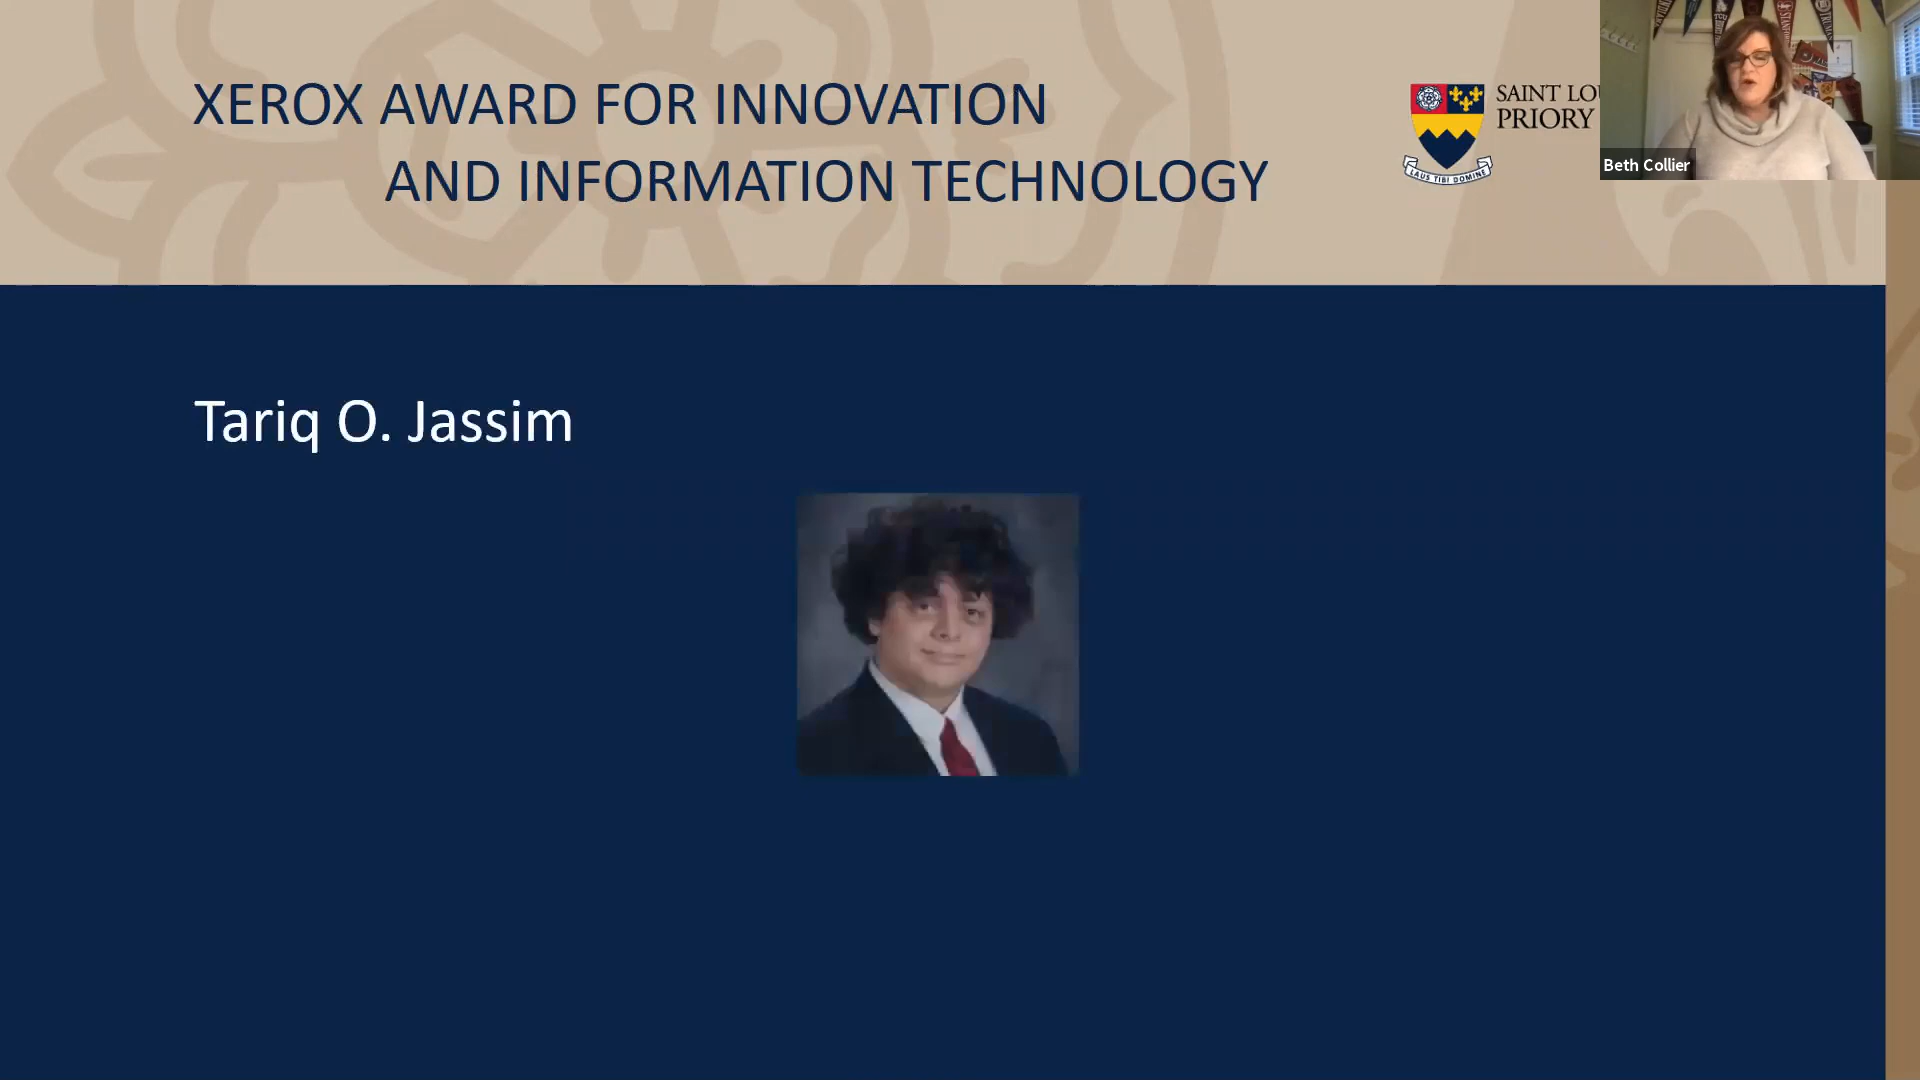 XEROX AWARD FOR INNOVATION
AND INFORMATION TECHNOLOGY
SAINT LO
PRIORY
LAUS TIBI DOMINE
Beth Collier
Tariq O. Jassim